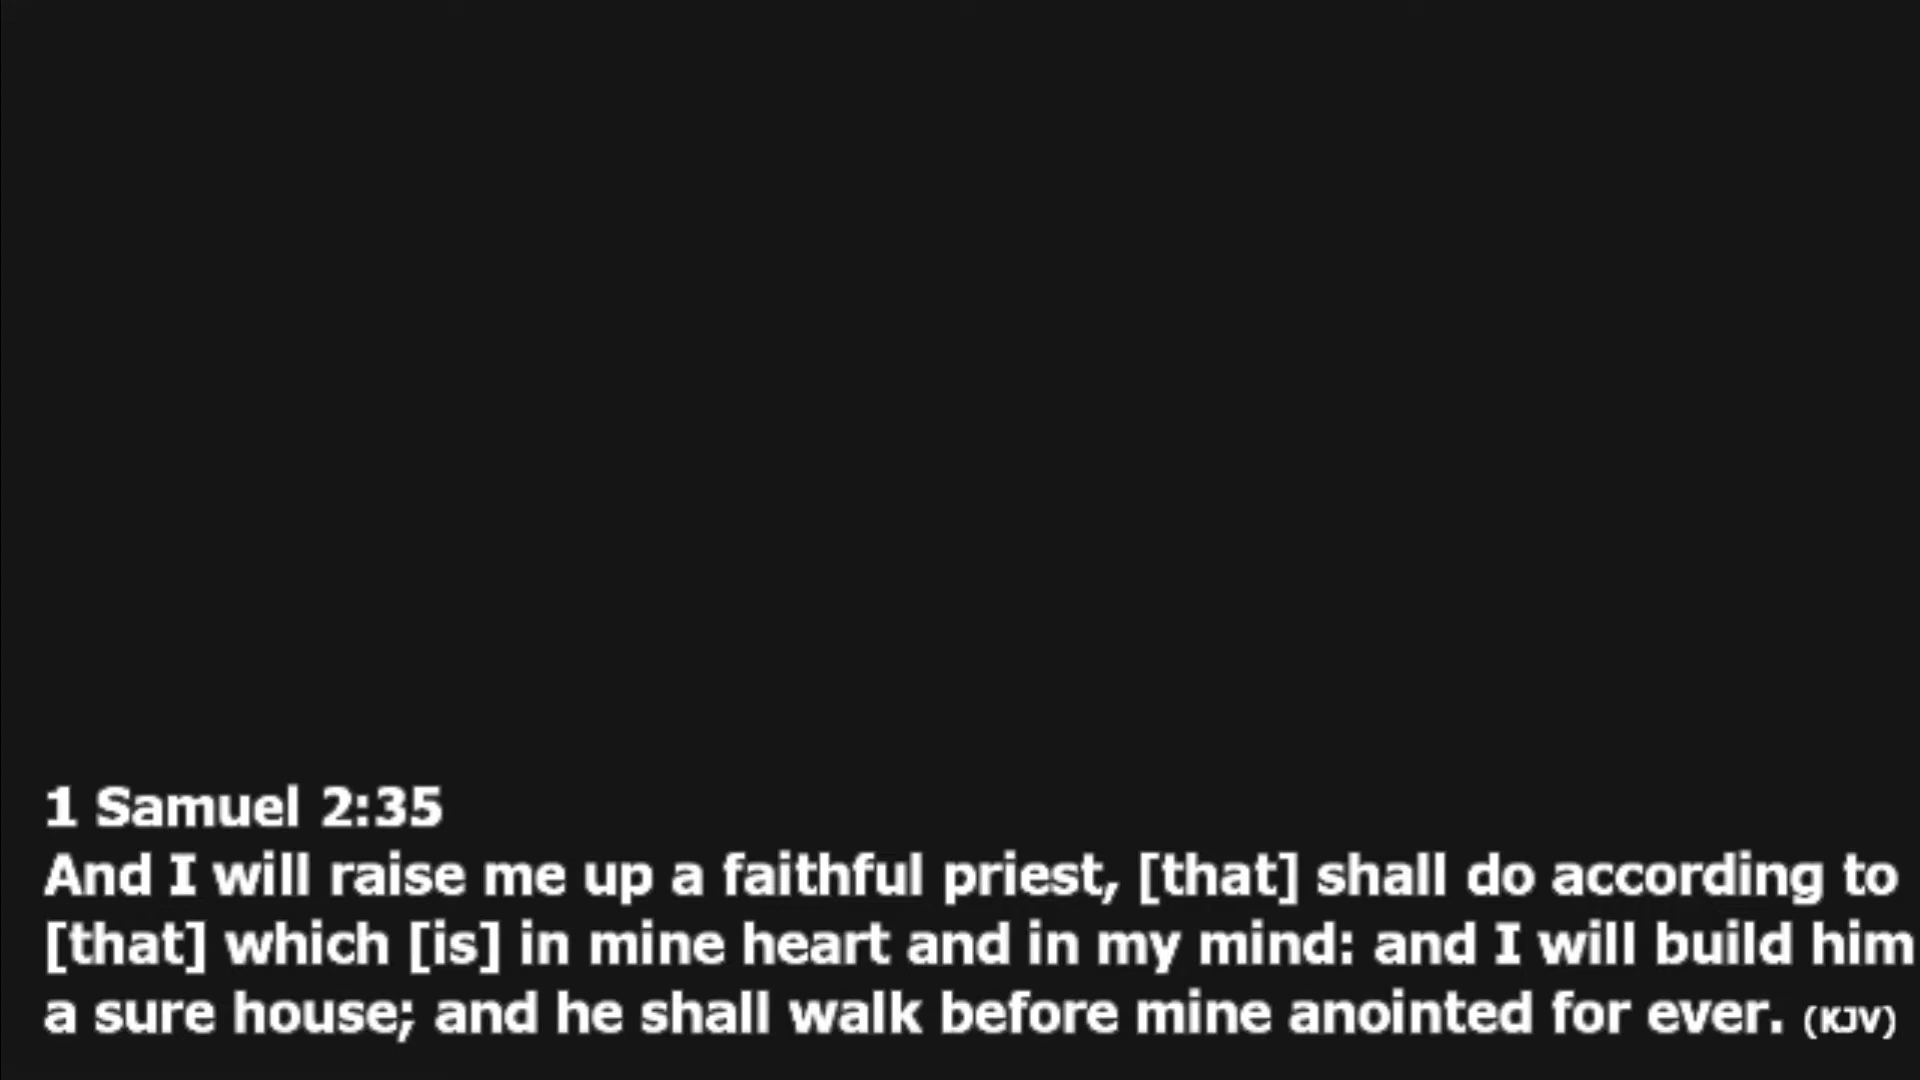 1 Samuel 2:35
And I will raise me up a faithful priest, [that] shall do according to
[that] which [is] in mine heart and in my mind: and I will build him
a sure house; and he shall walk before mine anointed for ever. (KJV)